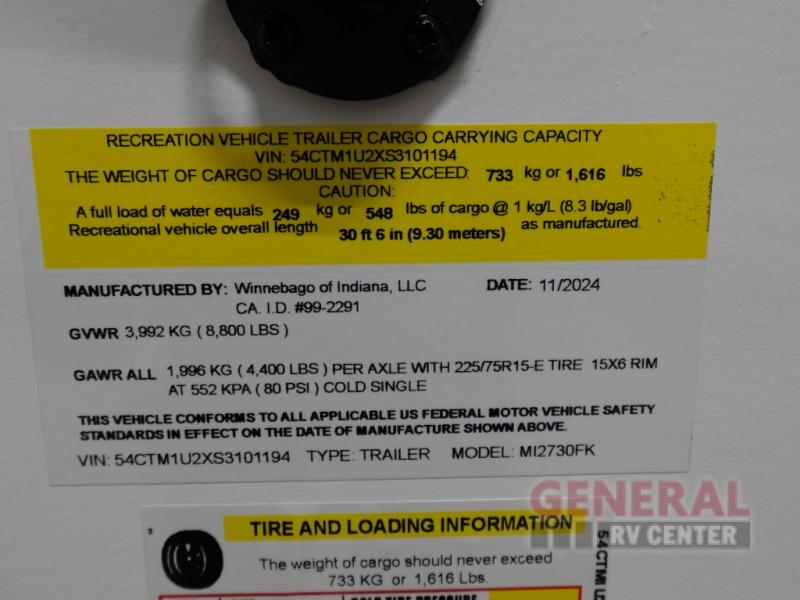 RECREATION VEHICLE TRAILER CARGO CARRYING CAPACITY
VIN: 54CTM1U2XS3101194
THE WEIGHT OF CARGO SHOULD NEVER EXCEED: 733 kg or 1,616 lbs
CAUTION:
A full load of water equals 249 kg or 548 lbs of cargo @ 1 kg/L (8.3 lb/gal)
Recreational vehicle overall length 30 ft 6 in (9.30 meters) as manufactured.
MANUFACTURED BY: Winnebago of Indiana, LLC DATE: 11/2024
CA. I.D. #99-2291
GVWR 3,992 KG ( 8,800 LBS )
GAWR ALL 1,996 KG ( 4,400 LBS ) PER AXLE WITH 225/75R15-E TIRE 15X6 RIM
AT 552 KPA ( 80 PSI ) COLD SINGLE
THIS VEHICLE CONFORMS TO ALL APPLICABLE US FEDERAL MOTOR VEHICLE SAFETY
STANDARDS IN EFFECT ON THE DATE OF MANUFACTURE SHOWN ABOVE.
VIN: 54CTM1U2XS3101194 TYPE: TRAILER MODEL: MI2730FK
GENERAL
RV CENTER
TIRE AND LOADING INFORMATION
The weight of cargo should never exceed
733 KG or 1,616 Lbs.
COLD TIRE PRESSURE
54CTM1